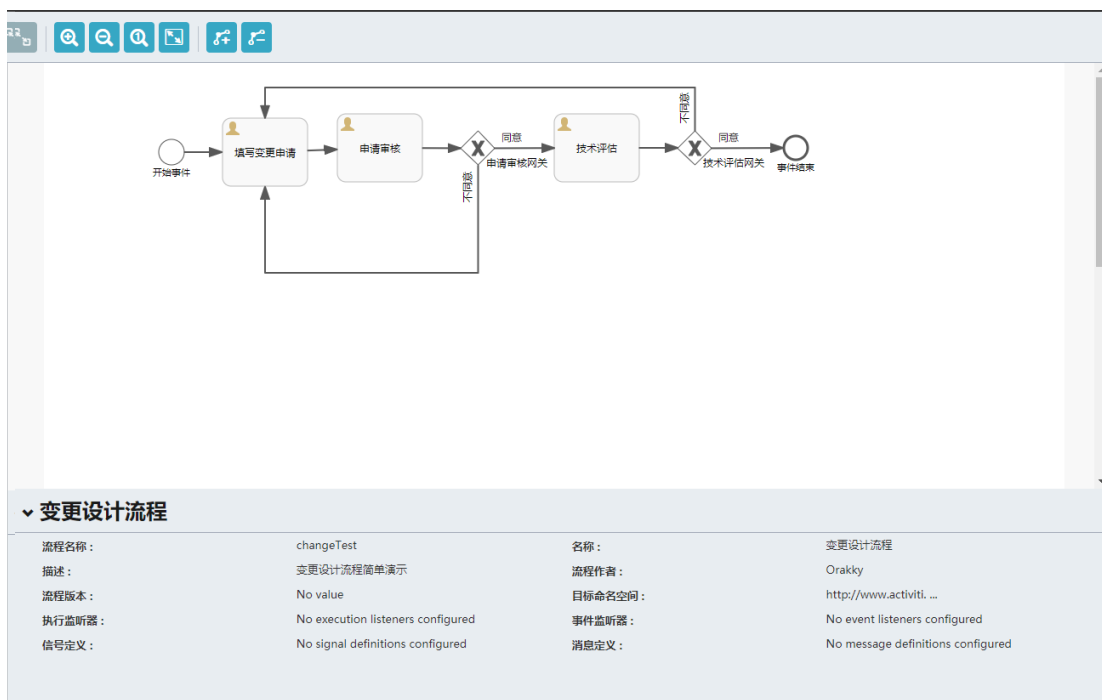 不同意
同意
同意
填写变更申请
申请审核
技术评估
申请审核网关
技术评估网关
开始事件
事件结束
不同意
变更设计流程
流程名称：
changeTest
名称：
变更设计流程
描述：
变更设计流程简单演示
流程作者：
Orakky
流程版本：
No value
目标命名空间：
http://www.activiti. ...
执行监听器：
No execution listeners configured
事件监听器：
No event listeners configured
信号定义：
No signal definitions configured
消息定义：
No message definitions configured